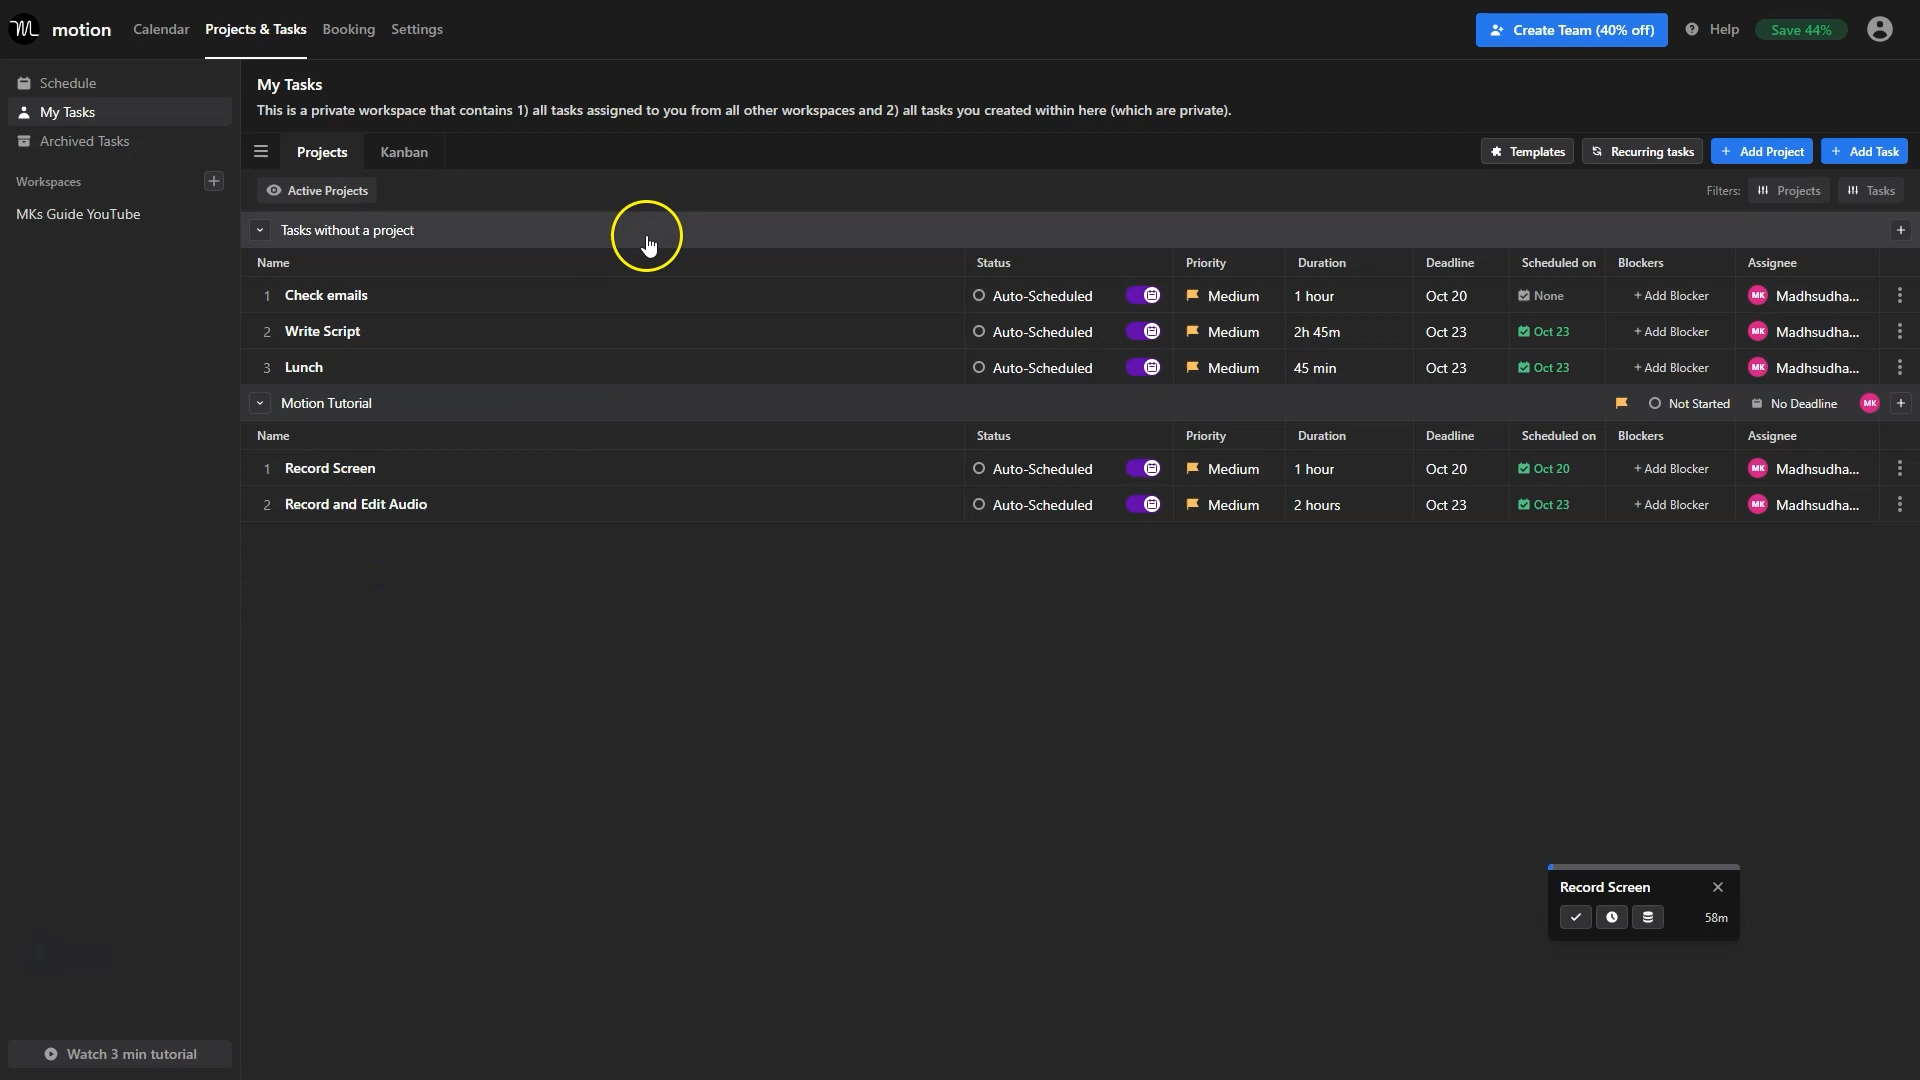 motion
Calendar
Projects & Tasks
Booking
Settings
Create Team (40% off)
Help
Save 44%
Schedule
My Tasks
Archived Tasks
Workspaces
MKs Guide YouTube
My Tasks
This is a private workspace that contains 1) all tasks assigned to you from all other workspaces and 2) all tasks you created within here (which are private).
Projects
Kanban
Templates
Recurring tasks
+ Add Project
+ Add Task
Active Projects
Filters:
Projects
Tasks
Tasks without a project
Name Status Priority Duration Deadline Scheduled on Blockers Assignee
1 Check emails Auto-Scheduled Medium 1 hour Oct 20 None + Add Blocker MK Madhsudha...
2 Write Script Auto-Scheduled Medium 2h 45m Oct 23 Oct 23 + Add Blocker MK Madhsudha...
3 Lunch Auto-Scheduled Medium 45 min Oct 23 Oct 23 + Add Blocker MK Madhsudha...
Motion Tutorial Not Started No Deadline MK +
Name Status Priority Duration Deadline Scheduled on Blockers Assignee
1 Record Screen Auto-Scheduled Medium 1 hour Oct 20 Oct 20 + Add Blocker MK Madhsudha...
2 Record and Edit Audio Auto-Scheduled Medium 2 hours Oct 23 Oct 23 + Add Blocker MK Madhsudha...
Record Screen
58m
Watch 3 min tutorial